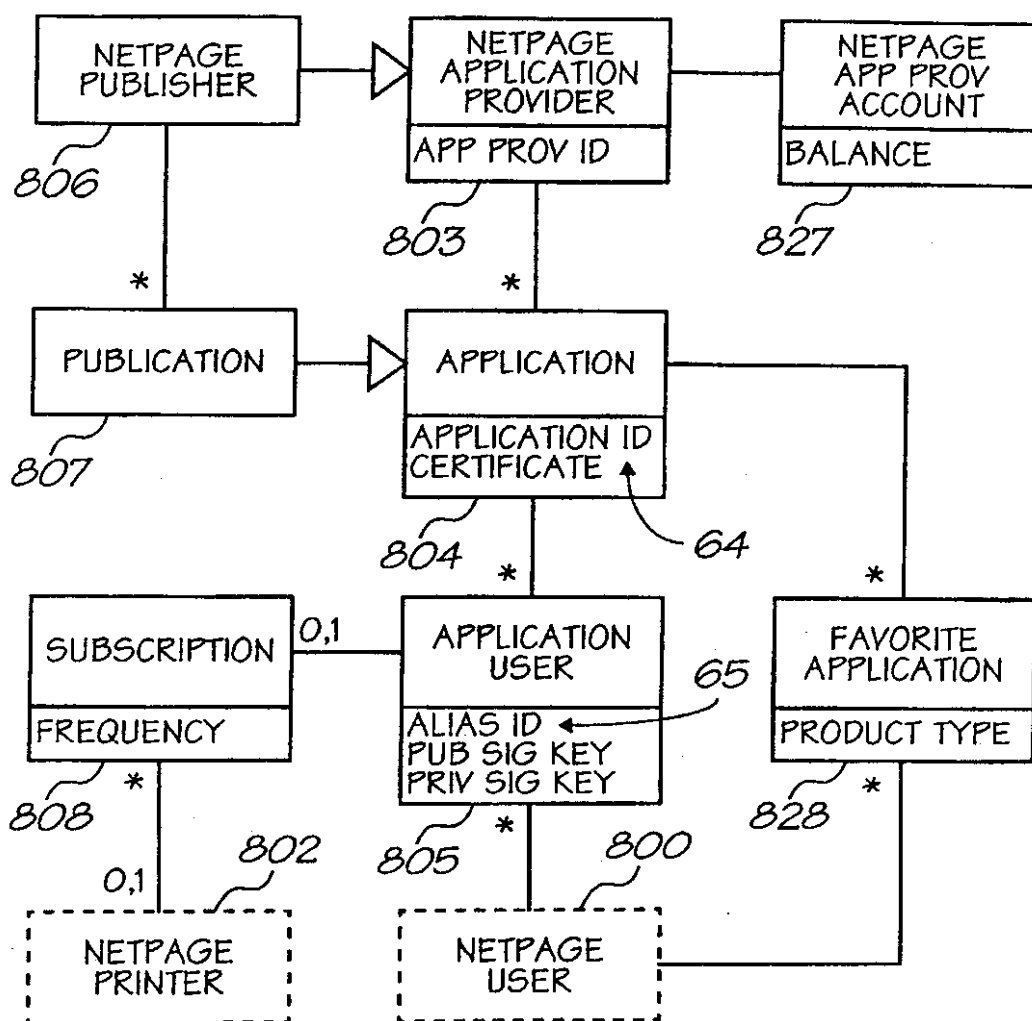 NETPAGE
PUBLISHER
806
NETPAGE
APPLICATION
PROVIDER
APP PROV ID
803
NETPAGE
APP PROV
ACCOUNT
BALANCE
827
*
*
PUBLICATION
807
APPLICATION
APPLICATION ID
CERTIFICATE
804
64
*
*
SUBSCRIPTION
FREQUENCY
808
0,1
APPLICATION
USER
ALIAS ID
PUB SIG KEY
PRIV SIG KEY
805
65
FAVORITE
APPLICATION
PRODUCT TYPE
828
*
*
*
802
800
0,1
NETPAGE
PRINTER
NETPAGE
USER